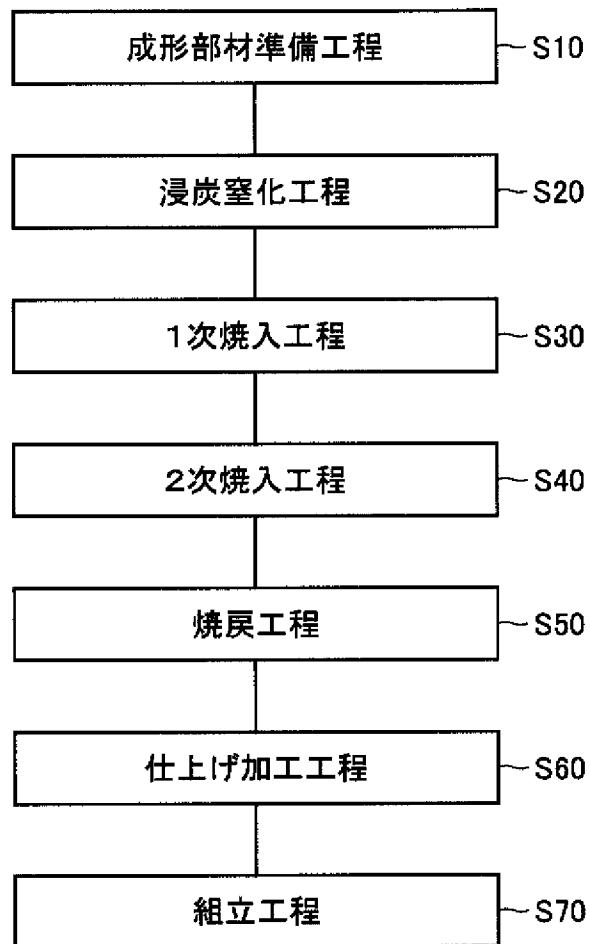 成形部材準備工程 ~S10
浸炭窒化工程 ~S20
1次焼入工程 ~S30
2次焼入工程 ~S40
焼戻工程 ~S50
仕上げ加工工程 ~S60
組立工程 ~S70